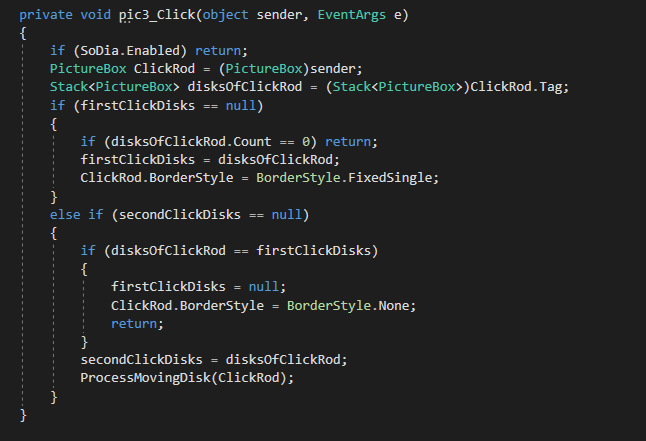 private void pic3_Click(object sender, EventArgs e)
{
if (SoDia.Enabled) return;
PictureBox ClickRod = (PictureBox)sender;
Stack<PictureBox> disksOfClickRod = (Stack<PictureBox>)ClickRod.Tag;
if (firstClickDisks == null)
{
if (disksOfClickRod.Count == 0) return;
firstClickDisks = disksOfClickRod;
ClickRod.BorderStyle = BorderStyle.FixedSingle;
}
else if (secondClickDisks == null)
{
if (disksOfClickRod == firstClickDisks)
{
firstClickDisks = null;
ClickRod.BorderStyle = BorderStyle.None;
return;
}
secondClickDisks = disksOfClickRod;
ProcessMovingDisk(ClickRod);
}
}